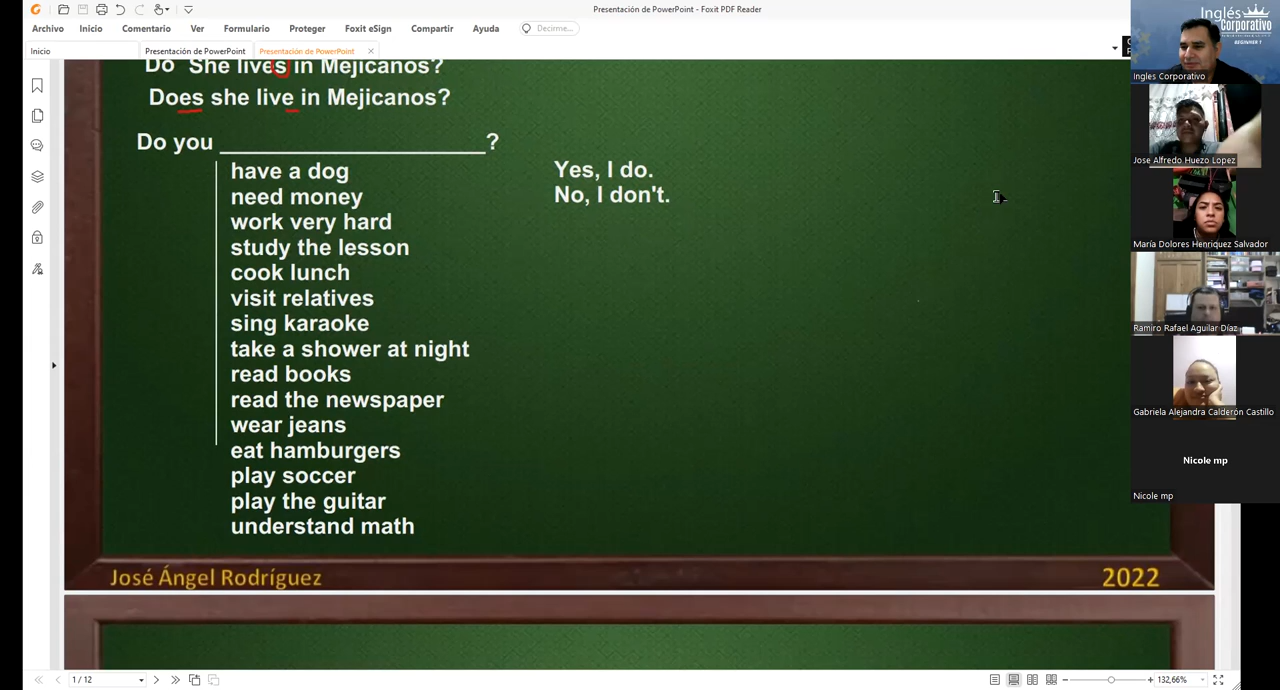 Presentación de PowerPoint - Foxit PDF Reader
Archivo Inicio Comentario Ver Formulario Proteger Foxit eSign Compartir Ayuda Decirme...
Inicio Presentación de PowerPoint Presentación de PowerPoint
Do She lives in Mejicanos?
Does she live in Mejicanos?
Do you ______________________?
have a dog
need money
work very hard
study the lesson
cook lunch
visit relatives
sing karaoke
take a shower at night
read books
read the newspaper
wear jeans
eat hamburgers
play soccer
play the guitar
understand math
Yes, I do.
No, I don't.
José Ángel Rodríguez
2022
1 / 12
132,66%
Inglés
Corporativo
BEGINNER 1
Ingles Corporativo
Jose Alfredo Huezo Lopez
María Dolores Henriquez Salvador
Ramiro Rafael Aguilar Díaz
Gabriela Alejandra Calderón Castillo
Nicole mp
Nicole mp